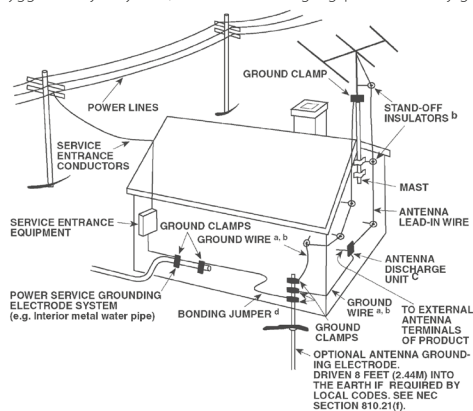 GROUND CLAMP
POWER LINES
STAND-OFF
INSULATORS b
SERVICE
ENTRANCE
CONDUCTORS
MAST
ANTENNA
LEAD-IN WIRE
SERVICE ENTRANCE
EQUIPMENT
GROUND CLAMPS
GROUND WIRE a, b
ANTENNA
DISCHARGE
UNIT C
POWER SERVICE GROUNDING
ELECTRODE SYSTEM
(e.g. Interior metal water pipe)
BONDING JUMPER d
GROUND
WIRE a, b
TO EXTERNAL
ANTENNA
TERMINALS
OF PRODUCT
GROUND
CLAMPS
OPTIONAL ANTENNA GROUND-
ING ELECTRODE.
DRIVEN 8 FEET (2.44M) INTO
THE EARTH IF REQUIRED BY
LOCAL CODES. SEE NEC
SECTION 810.21(f).